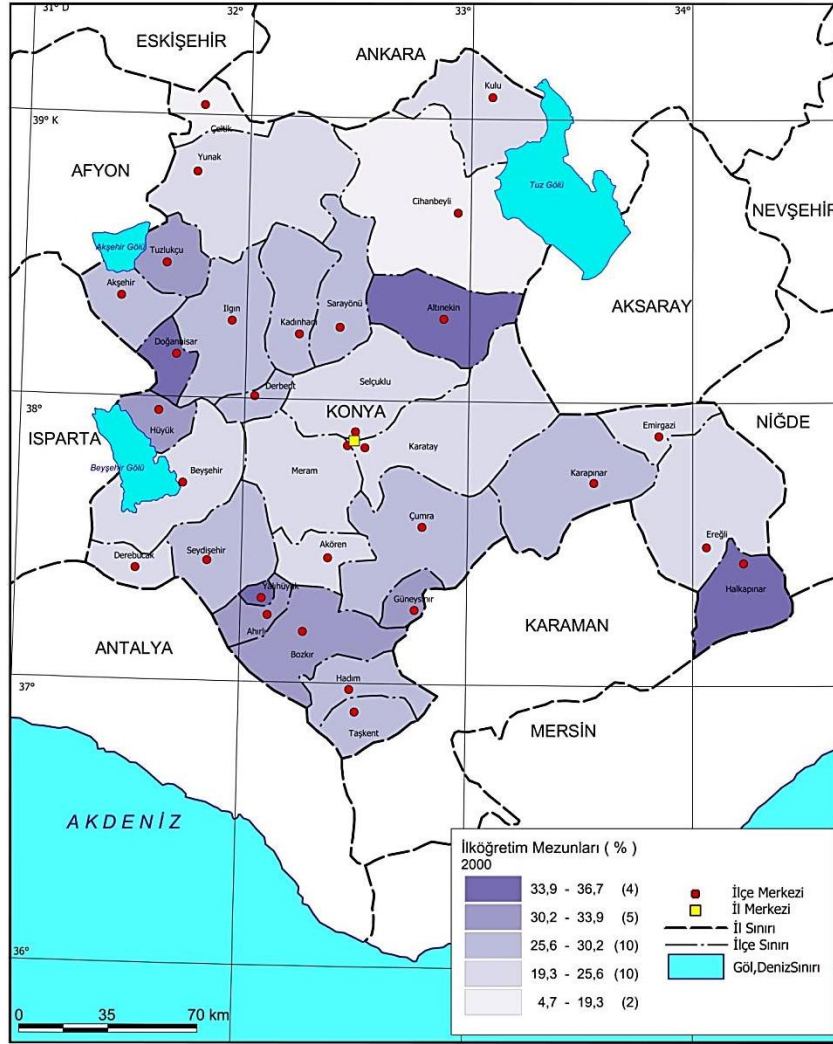 31° D
32°
33°
34°
ESKİŞEHİR
ANKARA
Kulu
39° K
Çeltik
Yunak
AFYON
Cihanbeyli
Tuz Gölü
NEVŞEHİR
Akşehir Gölü
Tuzlukçu
Akşehir
Ilgın
Kadınhanı
Sarayönü
Altınekin
AKSARAY
Doğanhisar
38°
Derbent
Selçuklu
KONYA
NİĞDE
ISPARTA
Hüyük
Emirgazi
Beyşehir Gölü
Beyşehir
Meram
Karatay
Karapınar
Çumra
Derebucak
Seydişehir
Akören
Ereğli
Yalıhüyük
Güneysınır
Halkapınar
ANTALYA
Ahırlı
Bozkır
KARAMAN
37°
Hadım
Taşkent
MERSİN
AKDENİZ
İlköğretim Mezunları ( % )
2000
33,9 - 36,7 (4)
30,2 - 33,9 (5)
25,6 - 30,2 (10)
19,3 - 25,6 (10)
4,7 - 19,3 (2)
İlçe Merkezi
İl Merkezi
İl Sınırı
İlçe Sınırı
Göl,DenizSınırı
36°
0 35 70 km